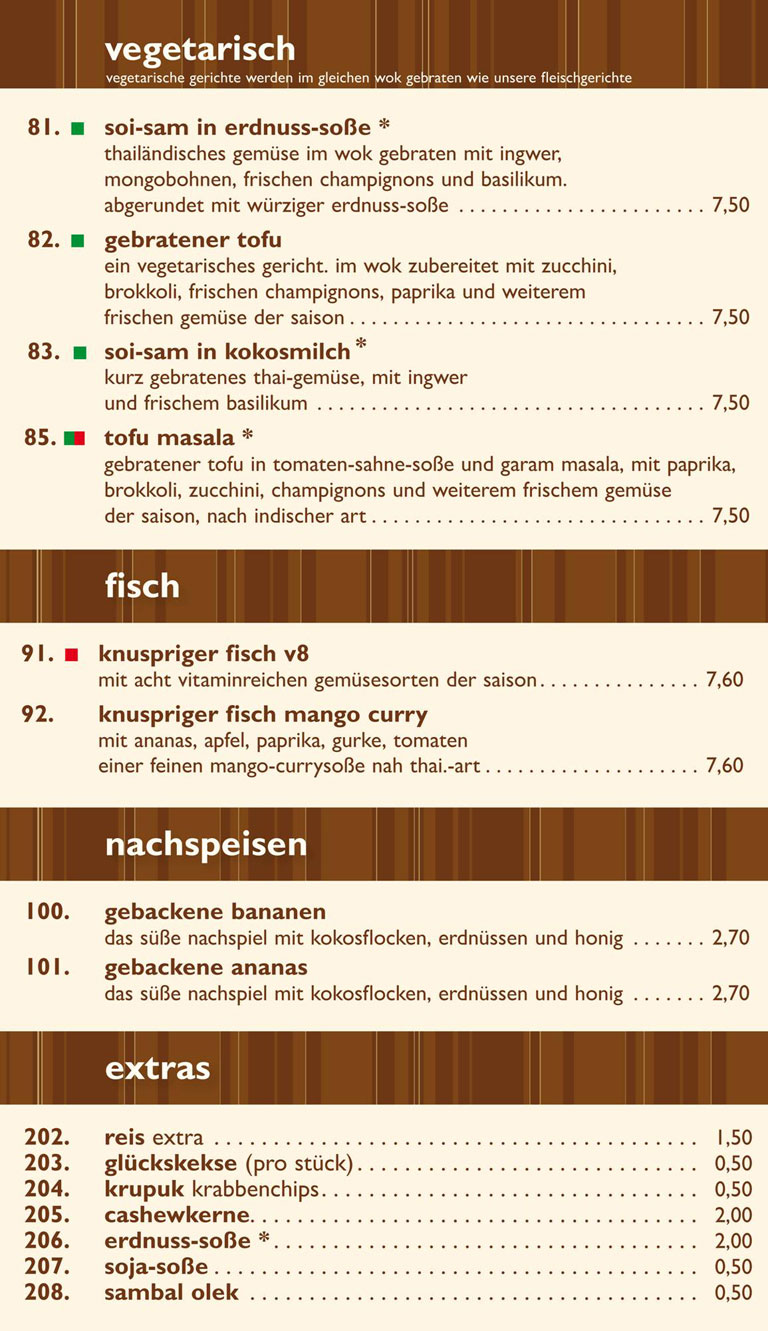 vegetarisch
vegetarische gerichte werden im gleichen wok gebraten wie unsere fleischgerichte
81. soi-sam in erdnuss-soße *
thailändisches gemüse im wok gebraten mit ingwer,
mongobohnen, frischen champignons und basilikum.
abgerundet mit würziger erdnuss-soße ....................... 7,50
82. gebratener tofu
ein vegetarisches gericht. im wok zubereitet mit zucchini,
brokkoli, frischen champignons, paprika und weiterem
frischen gemüse der saison ................................. 7,50
83. soi-sam in kokosmilch *
kurz gebratenes thai-gemüse, mit ingwer
und frischem basilikum .................................... 7,50
85. tofu masala *
gebratener tofu in tomaten-sahne-soße und garam masala, mit paprika,
brokkoli, zucchini, champignons und weiterem frischem gemüse
der saison, nach indischer art ............................... 7,50
fisch
91. knuspriger fisch v8
mit acht vitaminreichen gemüsesorten der saison ............... 7,60
92. knuspriger fisch mango curry
mit ananas, apfel, paprika, gurke, tomaten
einer feinen mango-currysoße nah thai.-art .................... 7,60
nachspeisen
100. gebackene bananen
das süße nachspiel mit kokosflocken, erdnüssen und honig ....... 2,70
101. gebackene ananas
das süße nachspiel mit kokosflocken, erdnüssen und honig ....... 2,70
extras
202. reis extra ............................................. 1,50
203. glückskekse (pro stück) ................................ 0,50
204. krupuk krabbenchips ................................... 0,50
205. cashewkerne .......................................... 2,00
206. erdnuss-soße * ........................................ 2,00
207. soja-soße ............................................. 0,50
208. sambal olek .......................................... 0,50